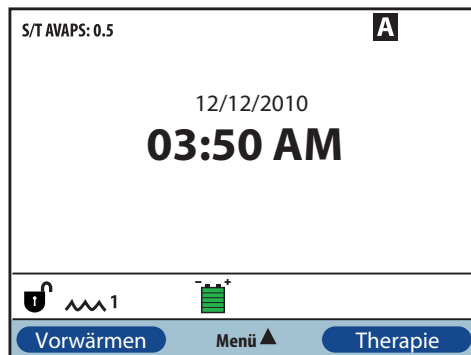 S/T AVAPS: 0.5 A
12/12/2010
03:50 AM
1
- +
Vorwärmen Menü ▲ Therapie